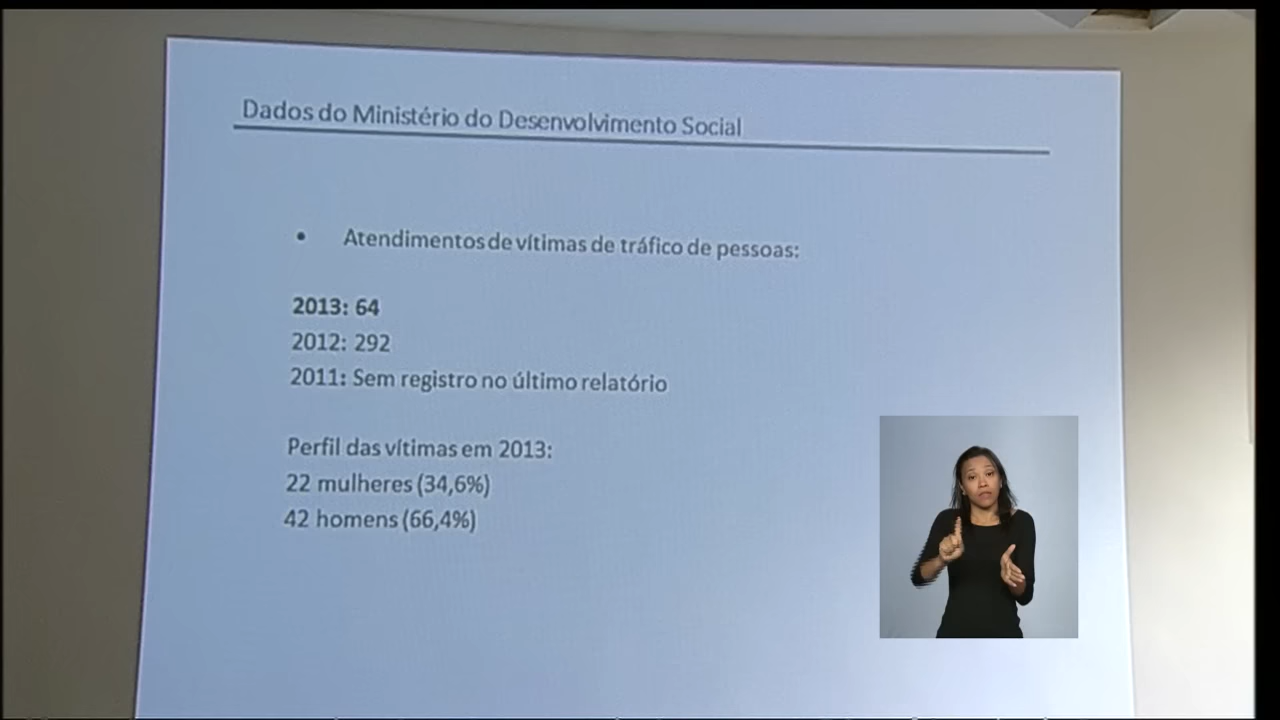 Dados do Ministério do Desenvolvimento Social
• Atendimentos de vítimas de tráfico de pessoas:
2013: 64
2012: 292
2011: Sem registro no último relatório
Perfil das vítimas em 2013:
22 mulheres (34,6%)
42 homens (66,4%)